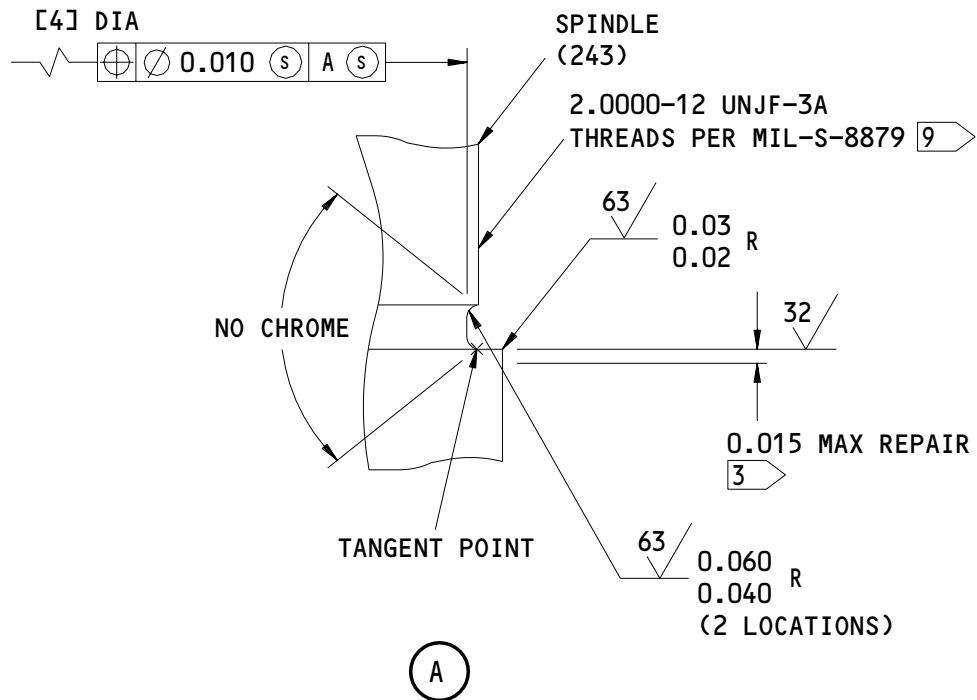 [4] DIA
⌖ ⌀ 0.010 Ⓢ A Ⓢ
SPINDLE
(243)
2.0000-12 UNJF-3A
THREADS PER MIL-S-8879 9
63
0.03
0.02 R
32
NO CHROME
0.015 MAX REPAIR
3
TANGENT POINT
63
0.060
0.040 R
(2 LOCATIONS)
A